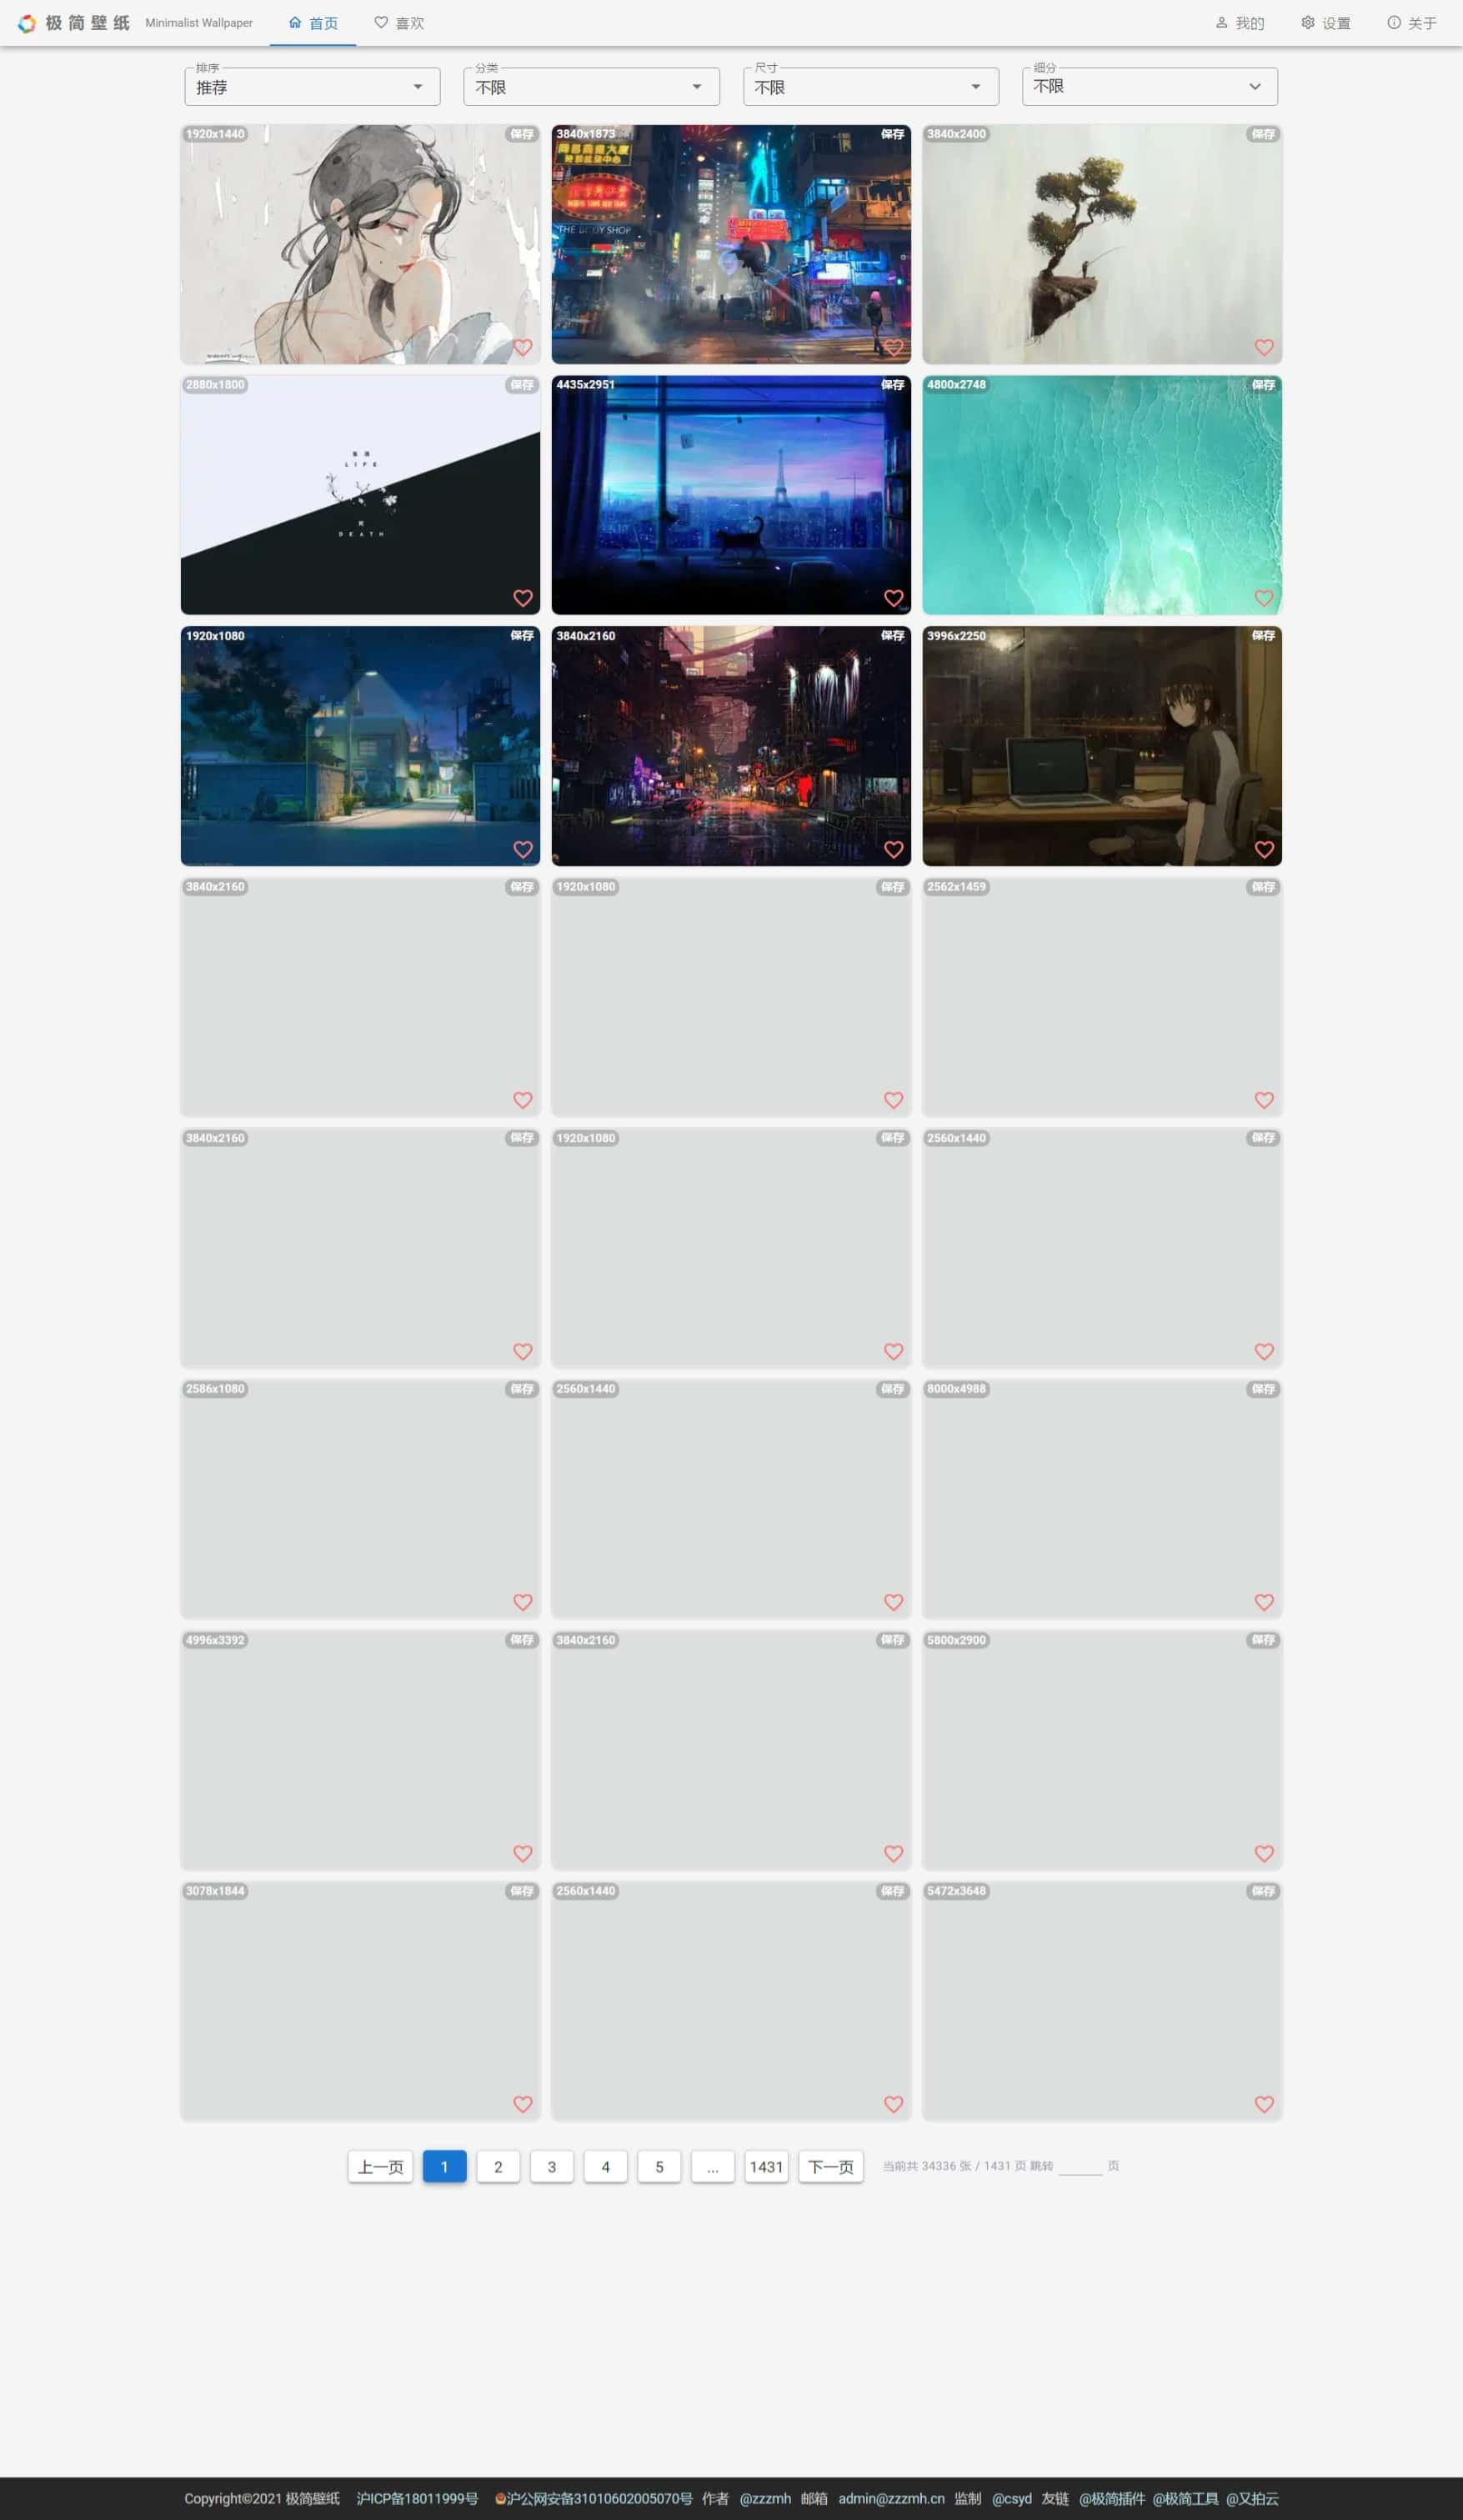 极简壁纸 Minimalist Wallpaper 首页 喜欢 我的 设置 关于
排序 分类 尺寸 细分
推荐 不限 不限 不限
1920x1440 保存 3840x1873 保存 3840x2400 保存
THE BODY SHOP
CLUB
2880x1800 保存 4435x2951 保存 4800x2748 保存
LIFE
死
DEATH
1920x1080 保存 3840x2160 保存 3996x2250 保存
3840x2160 保存 1920x1080 保存 2562x1459 保存
3840x2160 保存 1920x1080 保存 2560x1440 保存
2586x1080 保存 2560x1440 保存 8000x4988 保存
4996x3392 保存 3840x2160 保存 5800x2900 保存
3078x1844 保存 2560x1440 保存 5472x3648 保存
上一页 1 2 3 4 5 ... 1431 下一页 当前共 34336 张 / 1431 页 跳转 页
Copyright©2021 极简壁纸 沪ICP备18011999号 沪公网安备31010602005070号 作者 @zzzmh 邮箱 admin@zzzmh.cn 监制 @csyd 友链 @极简插件 @极简工具 @又拍云